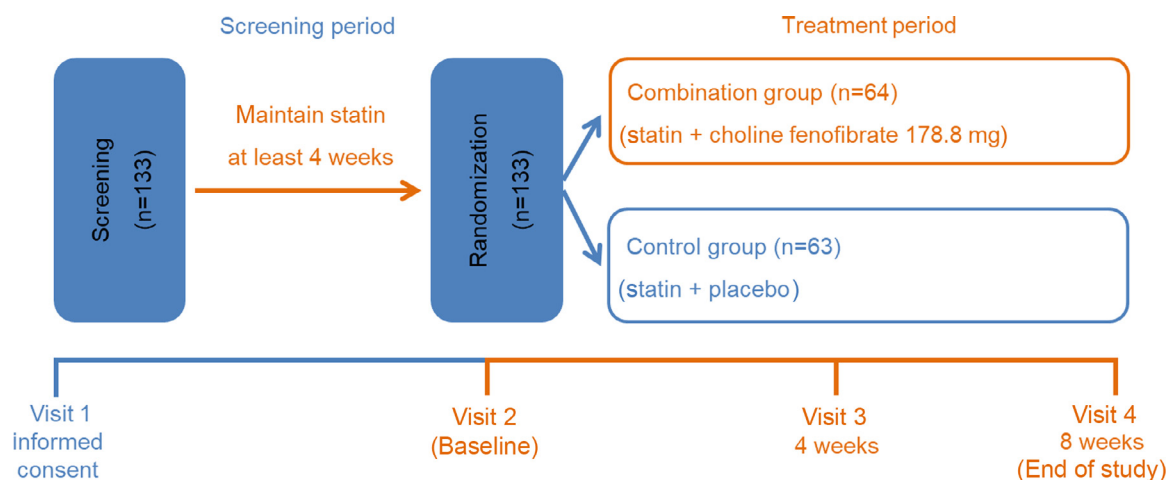 Screening period
Treatment period
Screening
(n=133)
Maintain statin
at least 4 weeks
Randomization
(n=133)
Combination group (n=64)
(statin + choline fenofibrate 178.8 mg)
Control group (n=63)
(statin + placebo)
Visit 1
informed
consent
Visit 2
(Baseline)
Visit 3
4 weeks
Visit 4
8 weeks
(End of study)